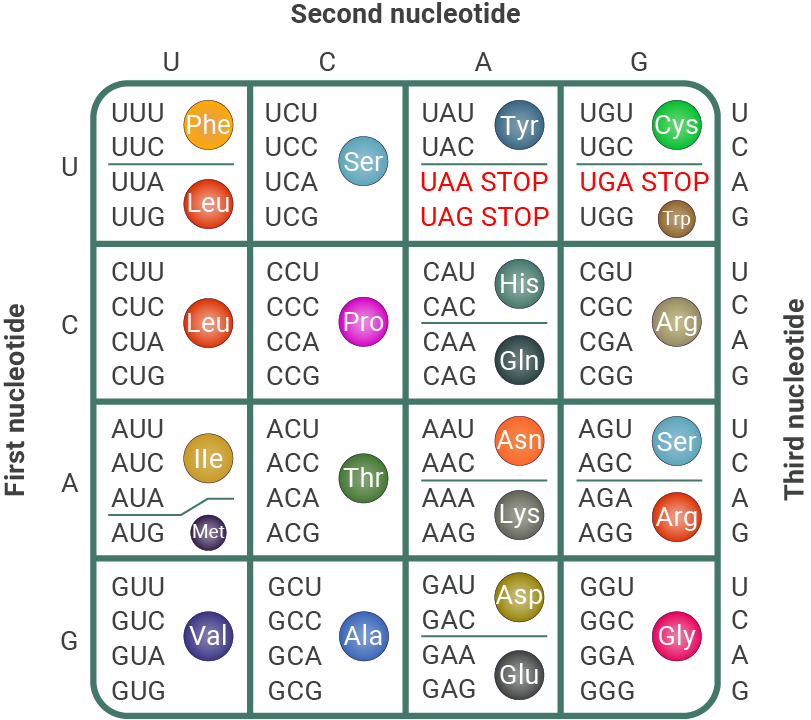 Second nucleotide
U C A G
First nucleotide
Third nucleotide
U
UUU
UUC
Phe
UUA
UUG
Leu
UCU
UCC
UCA
UCG
Ser
UAU
UAC
Tyr
UAA STOP
UAG STOP
UGU
UGC
Cys
UGA STOP
UGG
Trp
U
C
A
G
C
CUU
CUC
CUA
CUG
Leu
CCU
CCC
CCA
CCG
Pro
CAU
CAC
His
CAA
CAG
Gln
CGU
CGC
CGA
CGG
Arg
U
C
A
G
A
AUU
AUC
AUA
Ile
AUG
Met
ACU
ACC
ACA
ACG
Thr
AAU
AAC
Asn
AAA
AAG
Lys
AGU
AGC
Ser
AGA
AGG
Arg
U
C
A
G
G
GUU
GUC
GUA
GUG
Val
GCU
GCC
GCA
GCG
Ala
GAU
GAC
Asp
GAA
GAG
Glu
GGU
GGC
GGA
GGG
Gly
U
C
A
G